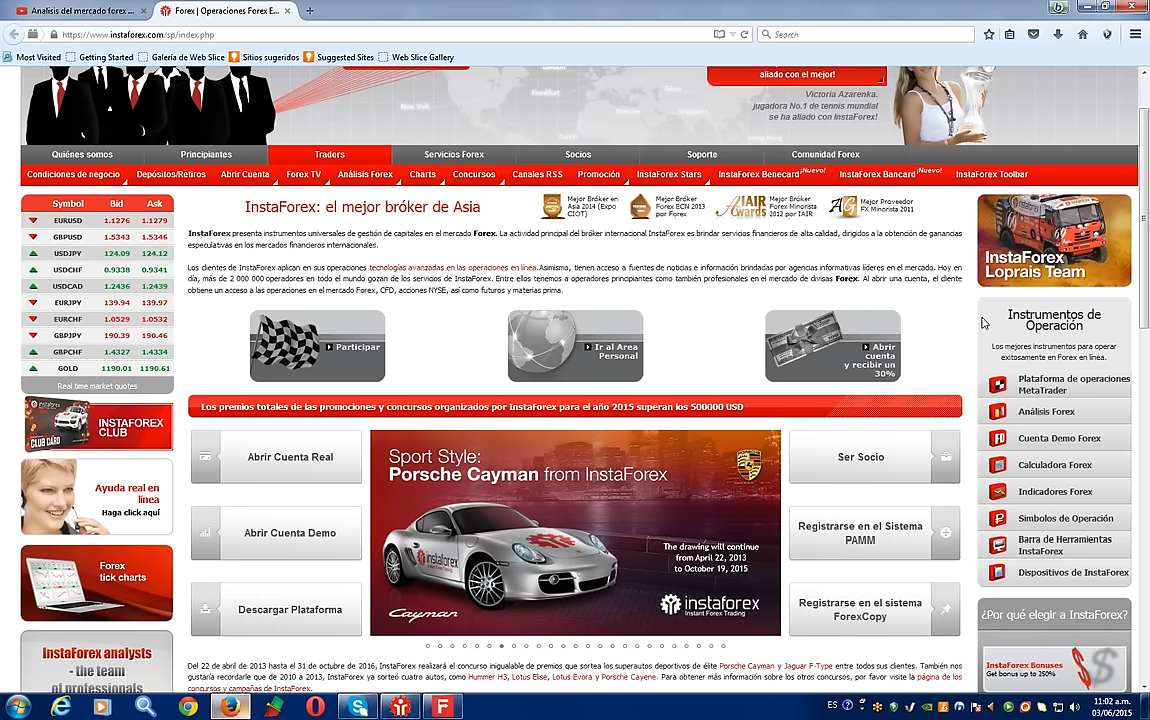 Analisis del mercado forex ...
Forex | Operaciones Forex E...
https://www.instaforex.com/sp/index.php
Search
Most Visited
Getting Started
Galería de Web Slice
Sitios sugeridos
Suggested Sites
Web Slice Gallery
London
Frankfurt
New York
Tokyo
Singapore
Zurich
Hong Kong
aliado con el mejor!
Victoria Azarenka.
jugadora No.1 de tennis mundial
se ha aliado con InstaForex!
Quiénes somos
Principiantes
Traders
Servicios Forex
Socios
Soporte
Comunidad Forex
Condiciones de negocio
Depósitos/Retiros
Abrir Cuenta
Forex TV
Análisis Forex
Charts
Concursos
Canales RSS
Promoción
InstaForex Stars
InstaForex Benecard ¡Nuevo!
InstaForex Bancard ¡Nuevo!
InstaForex Toolbar
Symbol Bid Ask
EURUSD 1.1276 1.1279
GBPUSD 1.5343 1.5346
USDJPY 124.09 124.12
USDCHF 0.9338 0.9341
USDCAD 1.2436 1.2439
EURJPY 139.94 139.97
EURCHF 1.0529 1.0532
GBPJPY 190.39 190.46
GBPCHF 1.4327 1.4334
GOLD 1190.01 1190.61
Real time market quotes
instaforex
CLUB CARD
INSTAFOREX
CLUB
Ayuda real en
línea
Haga click aquí
Forex
tick charts
InstaForex analysts
- the team
of professionals
InstaForex: el mejor bróker de Asia
Mejor Bróker en
Asia 2014 (Expo
CIOT)
Mejor Bróker
Forex ECN 2013
por Forex
IAIR
Awards
Mejor Bróker
Forex Minorista
2012 por IAIR
Mejor Proveedor
FX Minorista 2011
InstaForex presenta instrumentos universales de gestión de capitales en el mercado Forex. La actividad principal del bróker internacional InstaForex es brindar servicios financieros de alta calidad, dirigidos a la obtención de ganancias
especulativas en los mercados financieros internacionales.
Los clientes de InstaForex aplican en sus operaciones tecnologías avanzadas en las operaciones en línea.Asimismo, tienen acceso a fuentes de noticias e información brindadas por agencias informativas líderes en el mercado. Hoy en
día, más de 2 000 000 operadores en todo el mundo gozan de los servicios de InstaForex. Entre ellos tenemos a operadores principiantes como también profesionales en el mercado de divisas Forex. Al abrir una cuenta, el cliente
obtiene un acceso a las operaciones en el mercado Forex, CFD, acciones NYSE, así como futuros y materias prima.
Participar
Ir al Area
Personal
Abrir
cuenta
y recibir un
30%
Los premios totales de las promociones y concursos organizados por InstaForex para el año 2015 superan los 500000 USD
Abrir Cuenta Real
Abrir Cuenta Demo
Descargar Plataforma
Sport Style:
Porsche Cayman from InstaForex
instaforex
The drawing will continue
from April 22, 2013
to October 19, 2015
Cayman
instaforex
Instant Forex Trading
Ser Socio
Registrarse en el Sistema
PAMM
Registrarse en el sistema
ForexCopy
Del 22 de abril de 2013 hasta el 31 de octubre de 2016, InstaForex realizará el concurso inigualable de premios que sortea los superautos deportivos de élite Porsche Cayman y Jaguar F-Type entre todos sus clientes. También nos
gustaría recordarle que de 2010 a 2013, InstaForex ya sorteó cuatro autos, como Hummer H3, Lotus Elise, Lotus Evora y Porsche Cayene. Para obtener más información sobre los otros concursos, por favor visite la página de los
concursos y campañas de InstaForex.
InstaForex
Loprais Team
Instrumentos de
Operación
Los mejores instrumentos para operar
exitosamente en Forex en línea.
Plataforma de operaciones
MetaTrader
Análisis Forex
Cuenta Demo Forex
Calculadora Forex
Indicadores Forex
Simbolos de Operación
Barra de Herramientas
InstaForex
Dispositivos de InstaForex
¿Por qué elegir a InstaForex?
InstaForex Bonuses
Get bonus up to 250%
ES
11:02 a.m.
03/06/2015